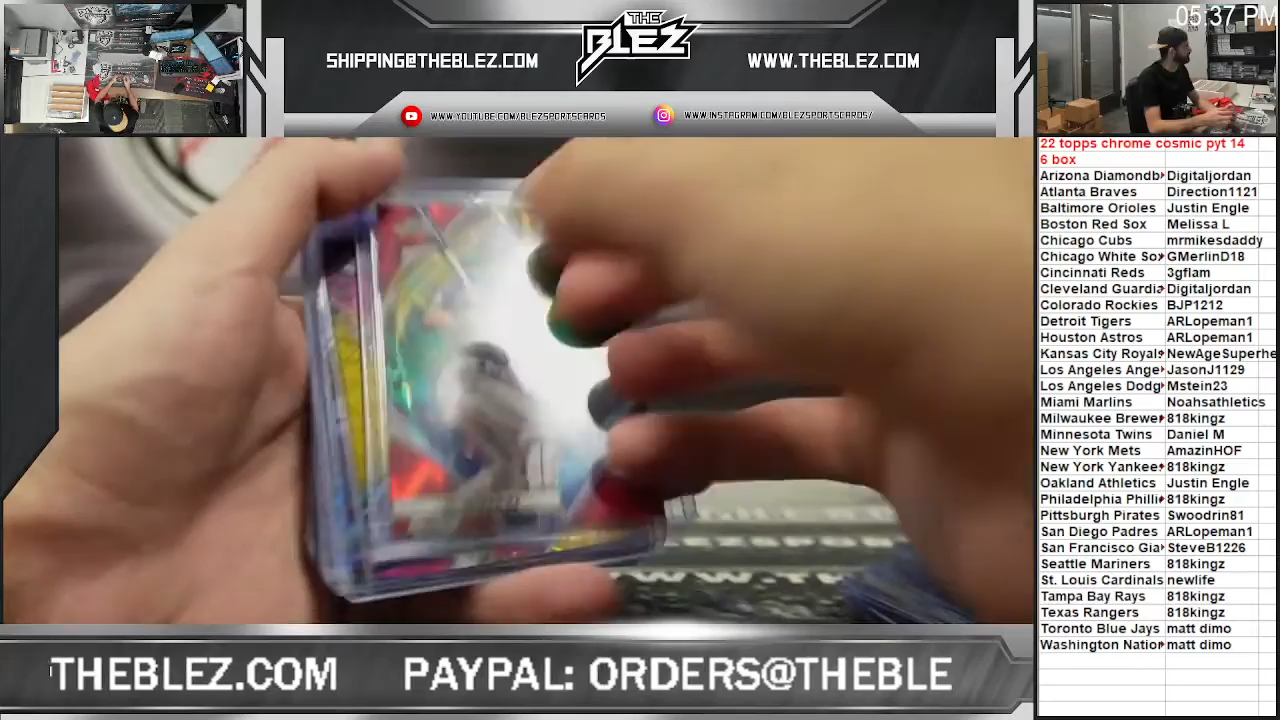 05:37 PM
THE
BLEZ
SHIPPING@THEBLEZ.COM
WWW.THEBLEZ.COM
WWW.YOUTUBE.COM/BLEZSPORTSCARDS
WWW.INSTAGRAM.COM/BLEZSPORTSCARDS/
22 topps chrome cosmic pyt 14
6 box
Arizona Diamondb Digitaljordan
Atlanta Braves Direction1121
Baltimore Orioles Justin Engle
Boston Red Sox Melissa L
Chicago Cubs mrmikesdaddy
Chicago White Sox GMerlinD18
Cincinnati Reds 3gflam
Cleveland Guardia Digitaljordan
Colorado Rockies BJP1212
Detroit Tigers ARLopeman1
Houston Astros ARLopeman1
Kansas City Royals NewAgeSuperhe
Los Angeles Ange JasonJ1129
Los Angeles Dodg Mstein23
Miami Marlins Noahsathletics
Milwaukee Brewe 818kingz
Minnesota Twins Daniel M
New York Mets AmazinHOF
New York Yankee 818kingz
Oakland Athletics Justin Engle
Philadelphia Philli 818kingz
Pittsburgh Pirates Swoodrin81
San Diego Padres ARLopeman1
San Francisco Gia SteveB1226
Seattle Mariners 818kingz
St. Louis Cardinals newlife
Tampa Bay Rays 818kingz
Texas Rangers 818kingz
Toronto Blue Jays matt dimo
Washington Nation matt dimo
THEBLEZ.COM PAYPAL: ORDERS@THEBLE